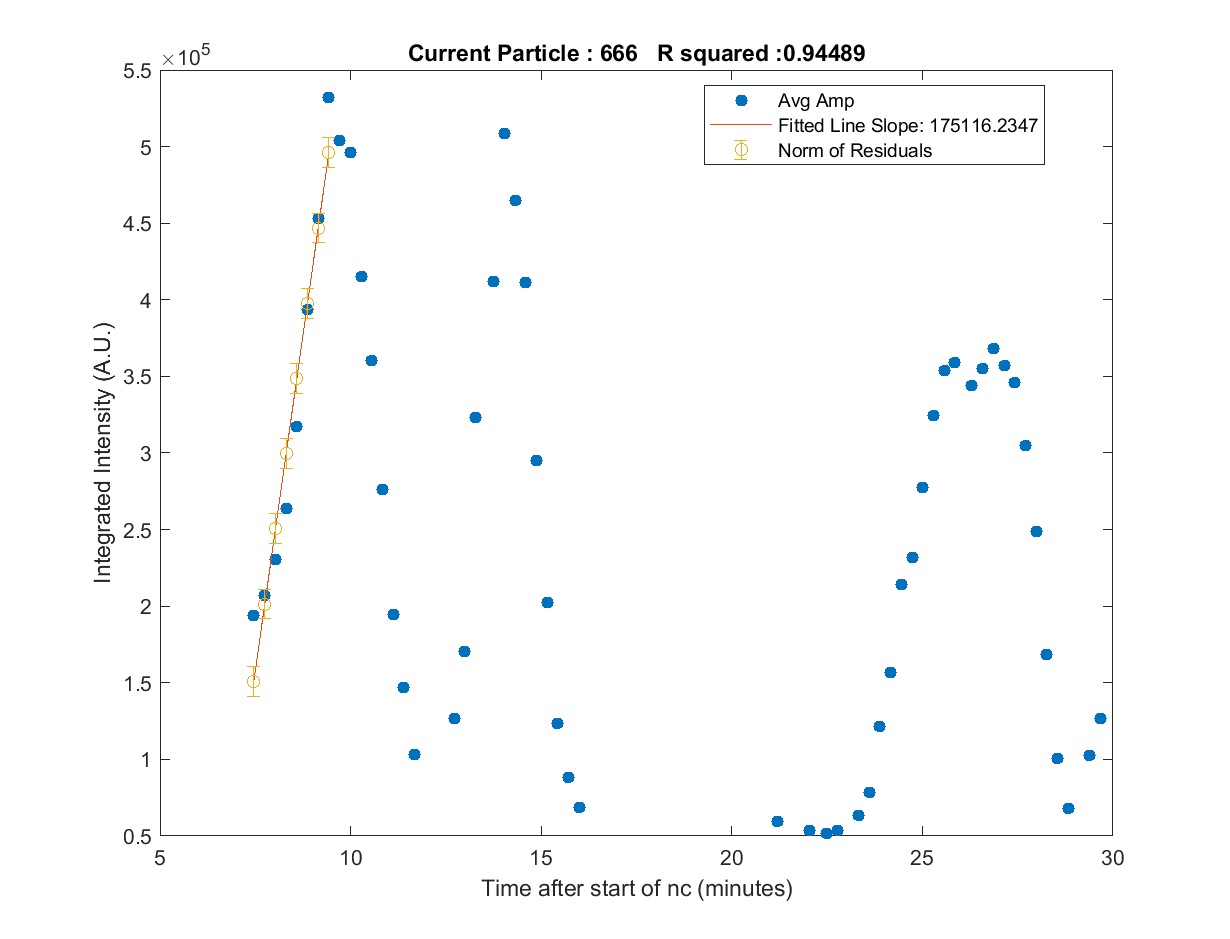 Current Particle : 666 R squared :0.94489
×10^5
5.5
5
4.5
4
3.5
3
2.5
2
1.5
1
0.5
Integrated Intensity (A.U.)
Avg Amp
Fitted Line Slope: 175116.2347
Norm of Residuals
5 10 15 20 25 30
Time after start of nc (minutes)